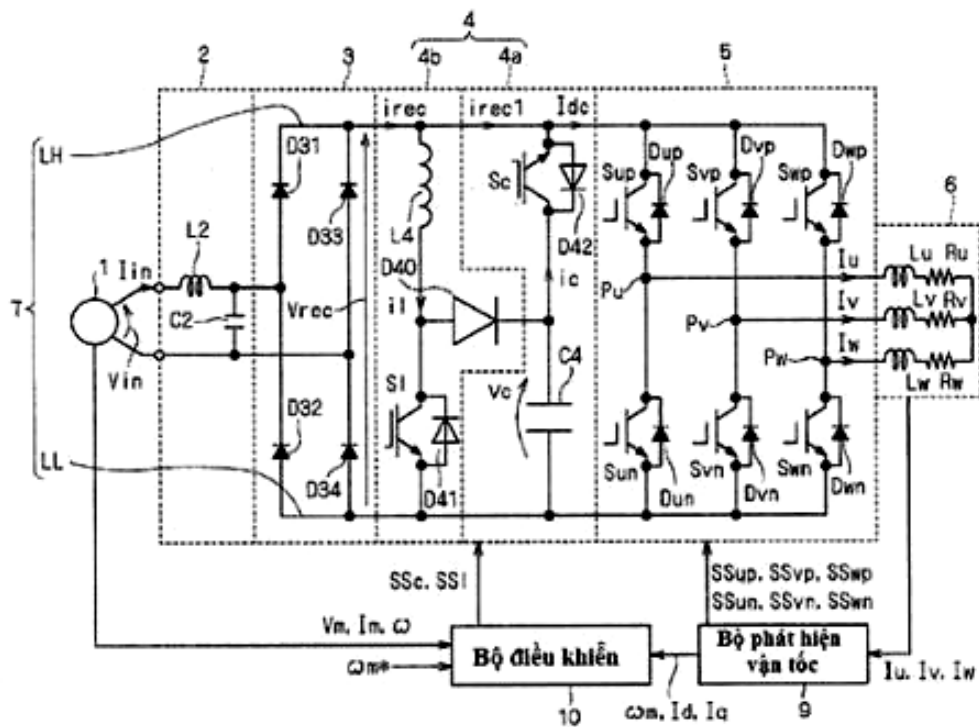 4
2
3
4b
4a
5
irec
irec1
Idc
LH
D31
Sc
Sup
Dup
Svp
Dvp
Swp
Dwp
6
L2
D33
L4
D42
Lu
Ru
1
Iin
D40
Iu
7
C2
Vrec
il
ic
Pu
Iv
Lv
Rv
Vin
Pv
Iw
Pw
Lw
Rw
Sl
Vc
C4
D32
LL
D34
D41
Sun
Dun
Svn
Dvn
Swn
Dwn
SSc, SSl
SSup, SSvp, SSwp
SSun, SSvn, SSwn
Vm, Im, ω
ωm*
Bộ điều khiển
Bộ phát hiện
vận tốc
Iu, Iv, Iw
10
ωm, Id, Iq
9